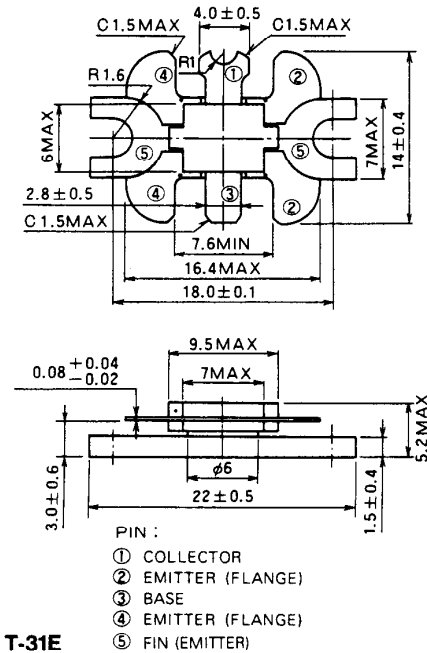 4.0±0.5
C1.5MAX
C1.5MAX
R1
R1.6
④
①
②
6MAX
⑤
⑤
7MAX
14±0.4
2.8±0.5
④
③
②
C1.5MAX
7.6MIN
16.4MAX
18.0±0.1
9.5MAX
0.08 +0.04 −0.02
7MAX
5.2MAX
3.0±0.6
φ6
1.5±0.4
22±0.5
PIN :
① COLLECTOR
② EMITTER (FLANGE)
③ BASE
④ EMITTER (FLANGE)
⑤ FIN (EMITTER)
T-31E